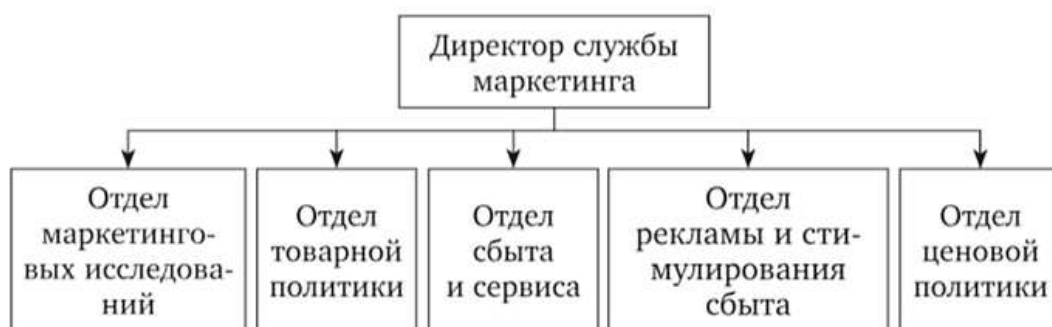 Директор службы
маркетинга
Отдел
маркетинго-
вых исследова-
ний
Отдел
товарной
политики
Отдел
сбыта
и сервиса
Отдел
рекламы и сти-
мулирования
сбыта
Отдел
ценовой
политики